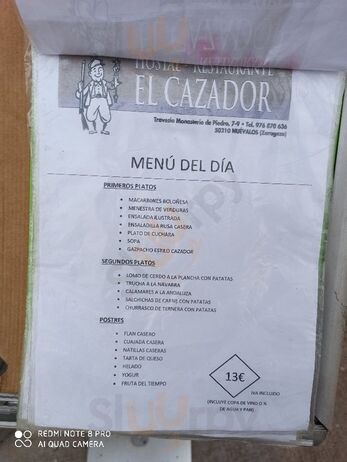 HOSTAL - RESTAURANTE
EL CAZADOR
Travesía Monasterio de Piedra, 7-9 • Tel. 976 870 636
50210 NUÉVALOS (Zaragoza)
MENÚ DEL DÍA
PRIMEROS PLATOS
• MACARRONES BOLOÑESA
• MENESTRA DE VERDURAS
• ENSALADA ILUSTRADA
• ENSALADILLA RUSA CASERA
• PLATO DE CUCHARA
• SOPA
• GAZPACHO ESTILO CAZADOR
SEGUNDOS PLATOS
• LOMO DE CERDO A LA PLANCHA CON PATATAS
• TRUCHA A LA NAVARRA
• CALAMARES A LA ANDALUZA
• SALCHICHAS DE CARNE CON PATATAS
• CHURRASCO DE TERNERA CON PATATAS
POSTRES
• FLAN CASERO
• CUAJADA CASERA
• NATILLAS CASERAS
• TARTA DE QUESO
• HELADO
• YOGUR
• FRUTA DEL TIEMPO
13€
IVA INCLUIDO
(INCLUYE COPA DE VINO O
DE AGUA Y PAN)
REDMI NOTE 8 PRO
AI QUAD CAMERA